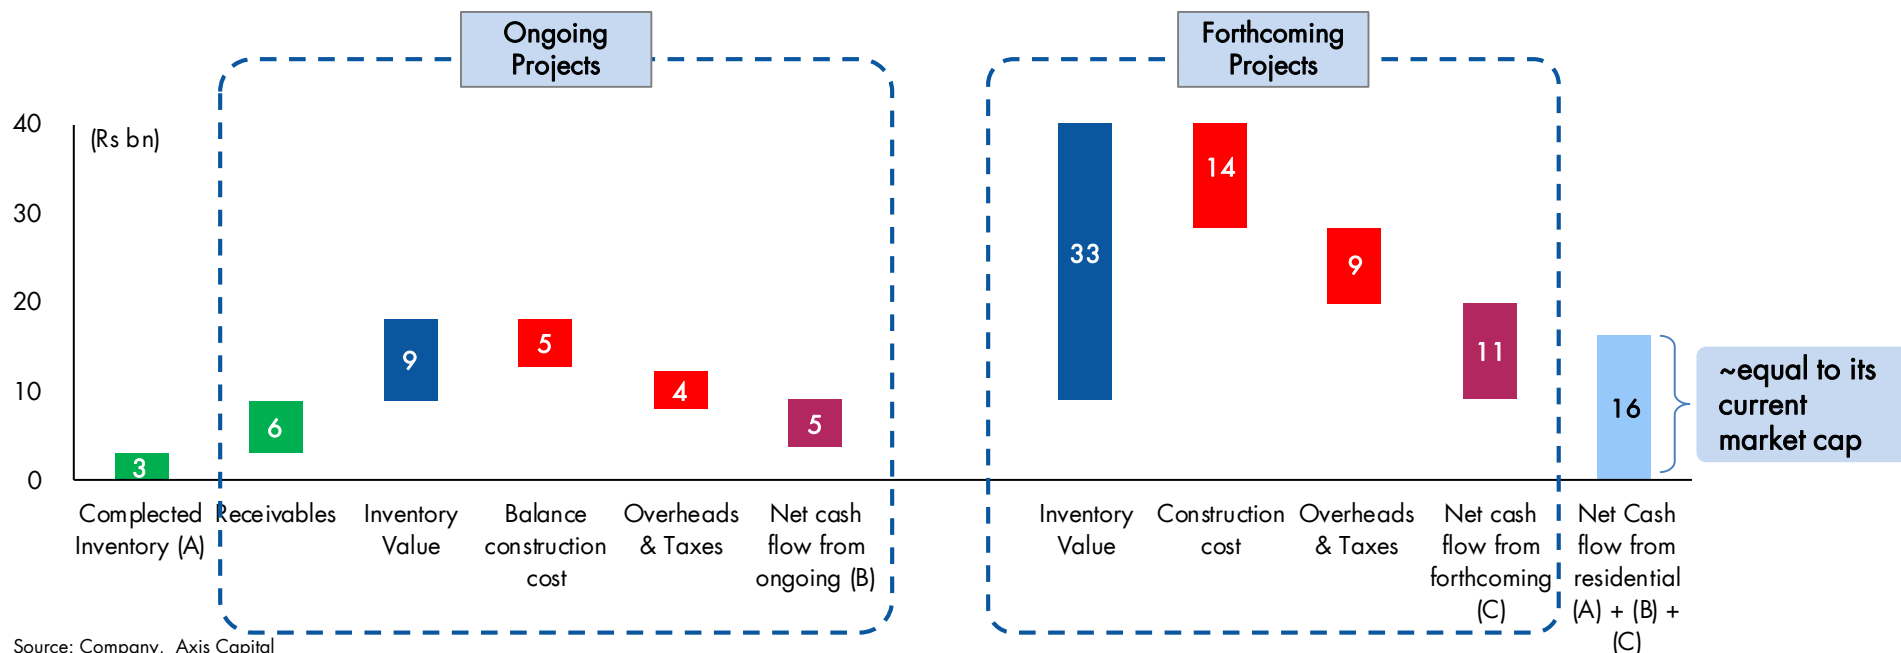 Ongoing
Projects
Forthcoming
Projects
(Rs bn)
40
30
20
10
0
3
6
9
5
4
5
33
14
9
11
16
~equal to its
current
market cap
Complected
Inventory (A)
Receivables
Inventory
Value
Balance
construction
cost
Overheads
& Taxes
Net cash
flow from
ongoing (B)
Inventory
Value
Construction
cost
Overheads
& Taxes
Net cash
flow from
forthcoming
(C)
Net Cash
flow from
residential
(A) + (B) +
(C)
Source: Company, Axis Capital